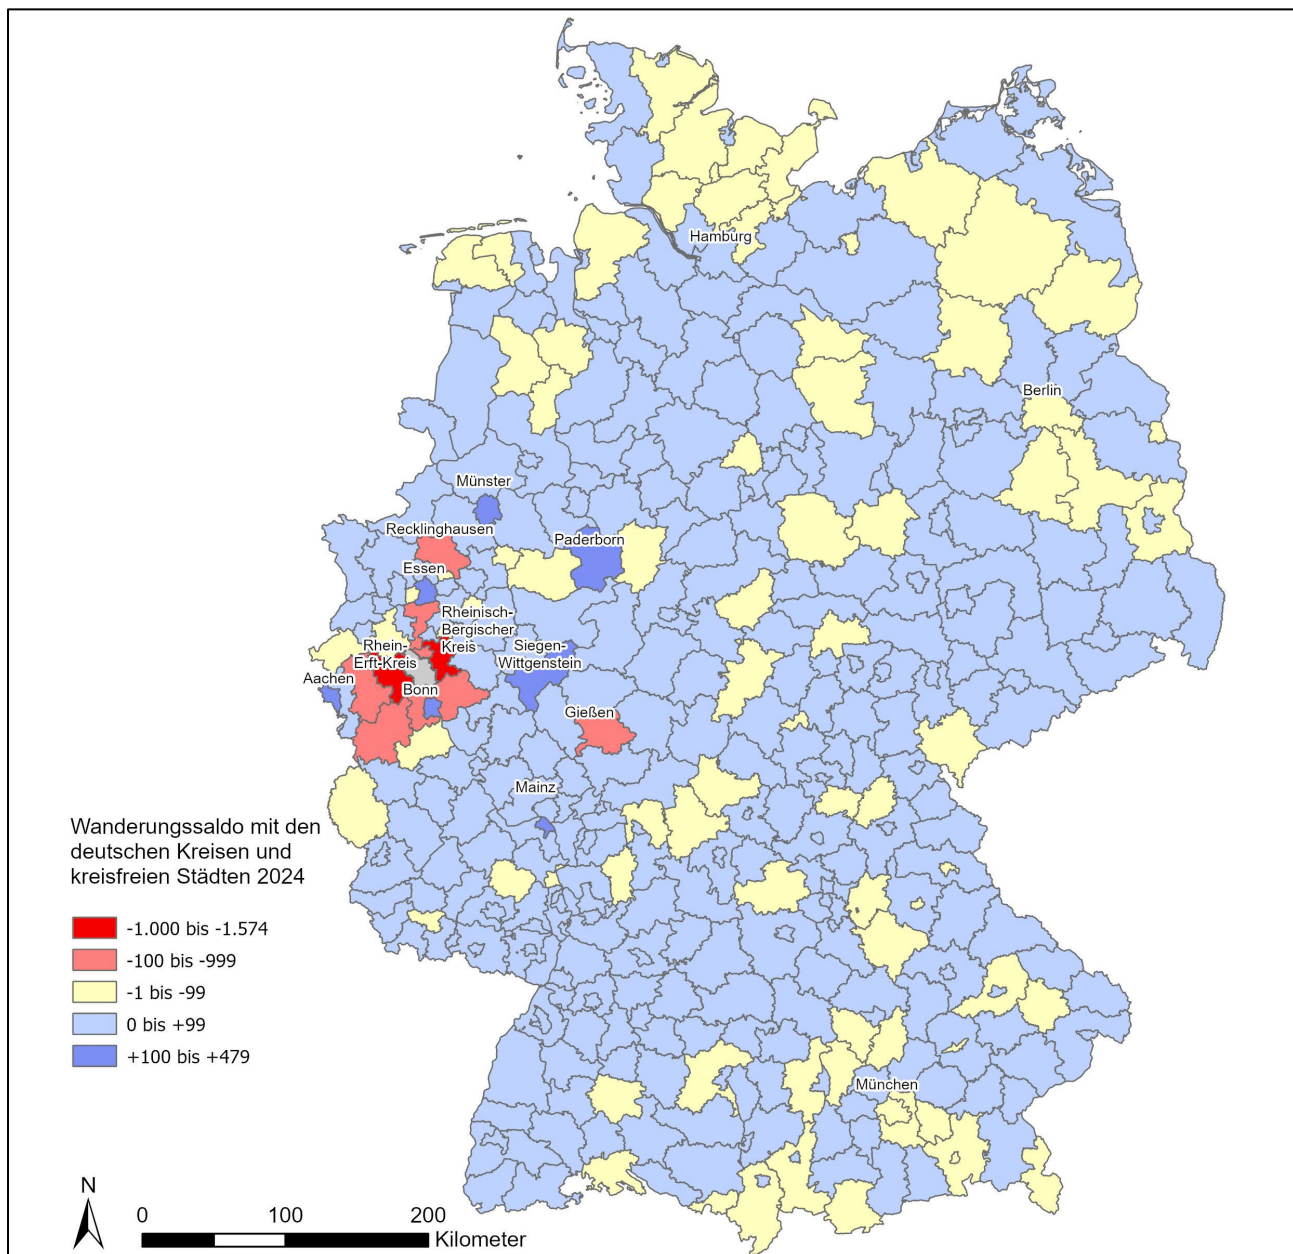 Hamburg
Berlin
Münster
Recklinghausen
Paderborn
Essen
Rheinisch-
Bergischer
Kreis
Rhein-
Erft-Kreis
Siegen-
Wittgenstein
Aachen
Bonn
Gießen
Mainz
Wanderungssaldo mit den
deutschen Kreisen und
kreisfreien Städten 2024
-1.000 bis -1.574
-100 bis -999
-1 bis -99
0 bis +99
+100 bis +479
München
N
0 100 200
Kilometer